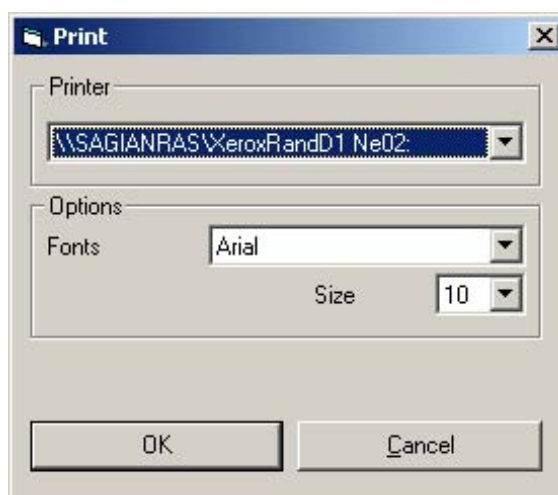 Print
Printer
\\SAGIANRAS\XeroxRandD1 Ne02:
Options
Fonts Arial
Size 10
OK Cancel